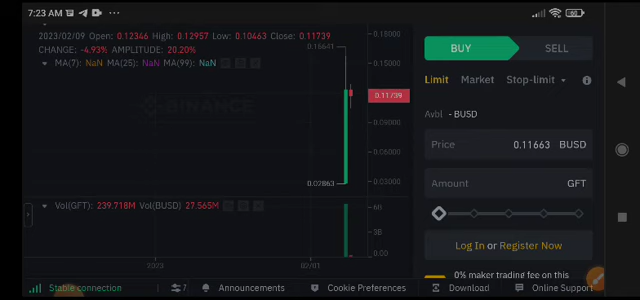 7:23 AM
60
2023/02/09 Open: 0.12346 High: 0.12957 Low: 0.10463 Close: 0.11739
CHANGE: -4.93% AMPLITUDE: 20.20%
MA(7): NaN MA(25): NaN MA(99): NaN
0.16641
0.18000
0.15000
0.11739
0.09000
0.06000
0.03000
0.02863
BINANCE
Vol(GFT): 239.718M Vol(BUSD) 27.565M
6B
3B
0.00
2023
02/01
BUY
SELL
Limit Market Stop-limit
Avbl - BUSD
Price 0.11663 BUSD
Amount GFT
Log In or Register Now
0% maker trading fee on this
Stable connection
Announcements
Cookie Preferences
Download
Online Support